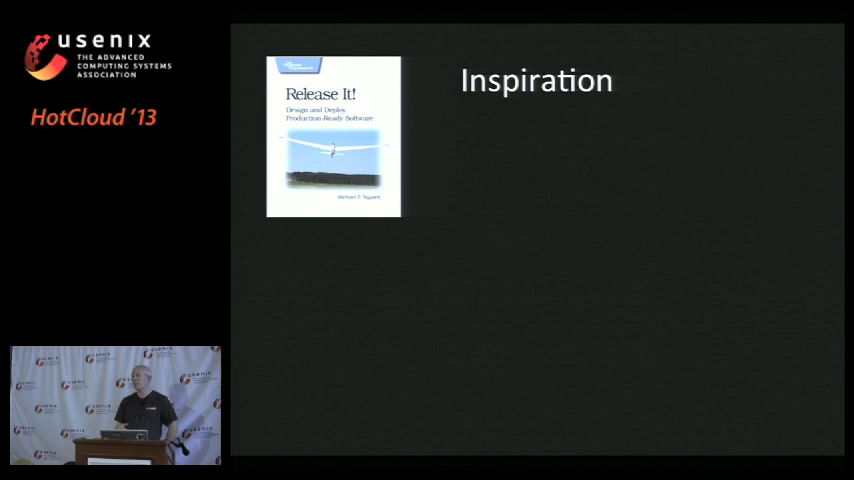 usenix
THE ADVANCED
COMPUTING SYSTEMS
ASSOCIATION
HotCloud '13
Inspiration
Release It!
Design and Deploy
Production-Ready Software
Michael T. Nygard